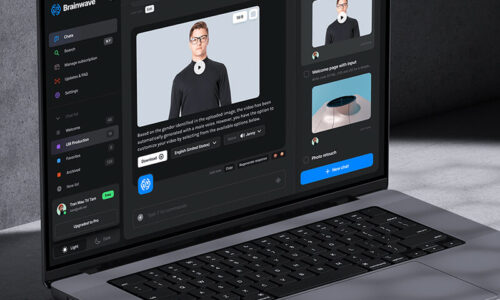 Brainwave
Chats
Search
Manage subscription
Updates & FAQ
Settings
Welcome
UI8 Production
Favorites
Archived
New list
Tran Mau Tri Tam
Upgraded to Pro
Light
Dark
Based on the gender identified in the uploaded image, the video has been
automatically generated with a male voice. However, you have the option to
customize your video by selecting from the available options below.
Download
English (United States)
Jenny
Copy
Regenerate response
Welcome page with input
Photo retouch
+ New chat